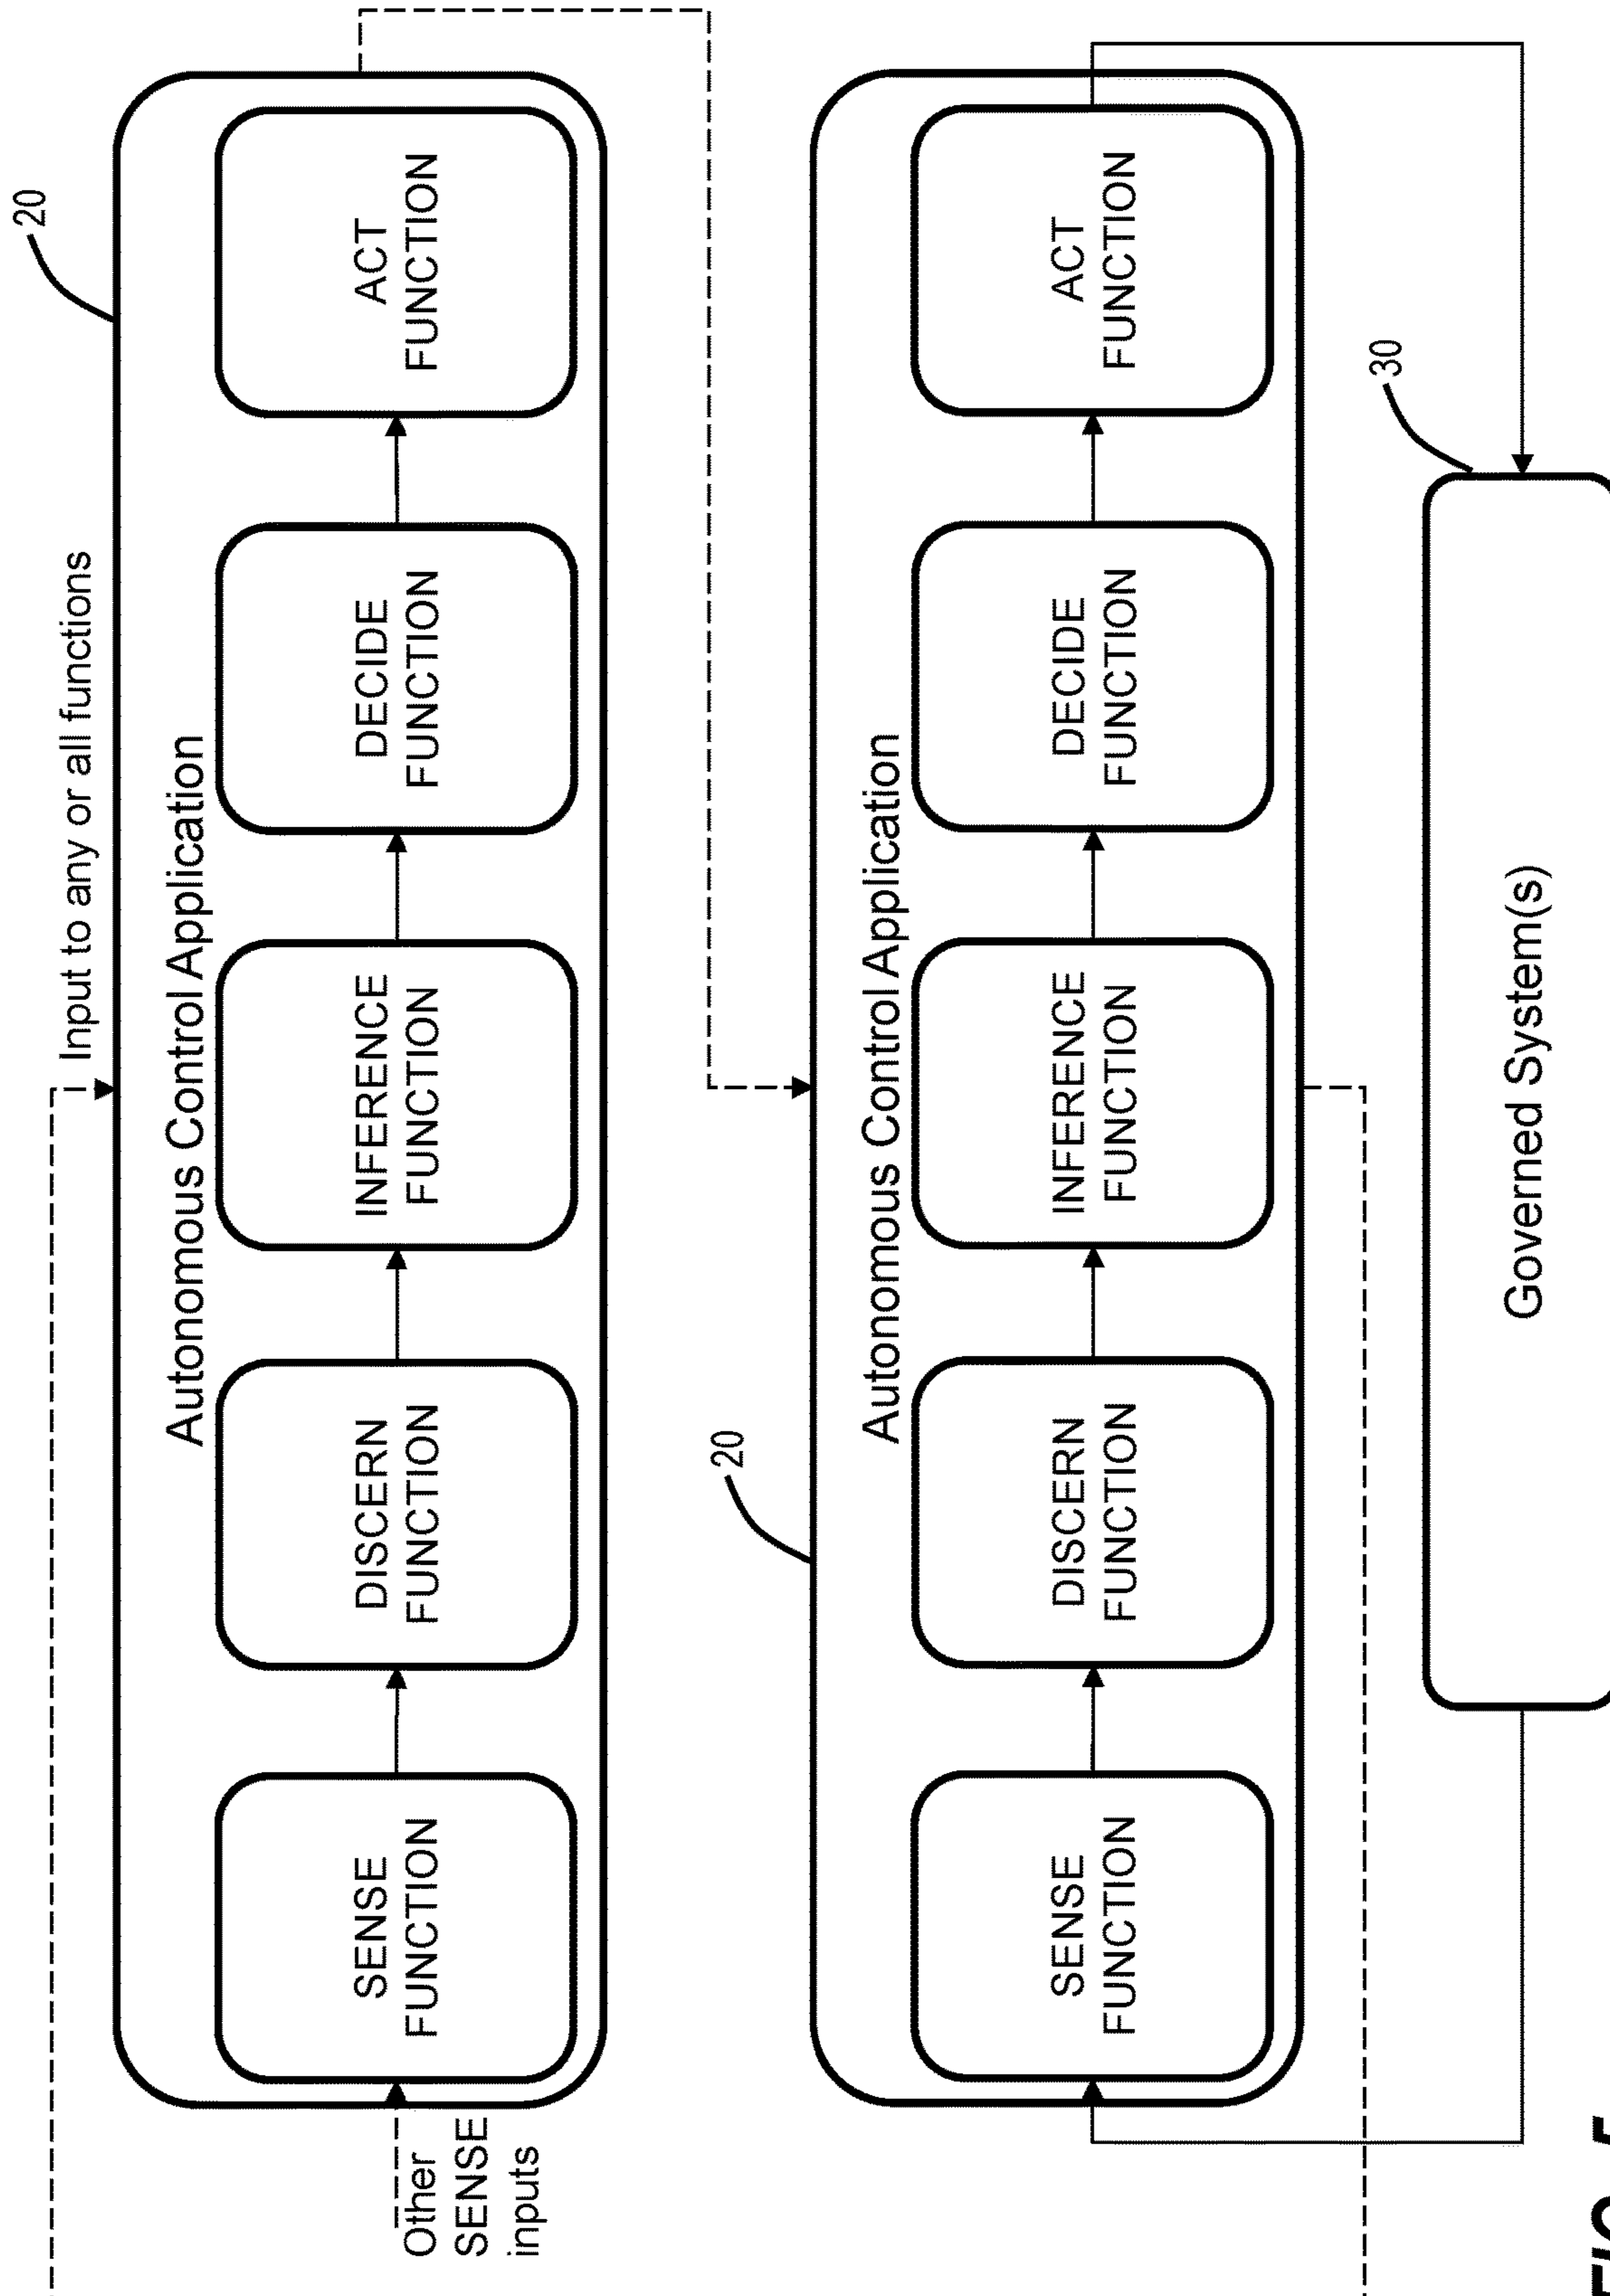 20
Input to any or all functions
Autonomous Control Application
SENSE
FUNCTION
DISCERN
FUNCTION
INFERENCE
FUNCTION
DECIDE
FUNCTION
ACT
FUNCTION
Other
SENSE
inputs
20
Autonomous Control Application
SENSE
FUNCTION
DISCERN
FUNCTION
INFERENCE
FUNCTION
DECIDE
FUNCTION
ACT
FUNCTION
30
Governed System(s)